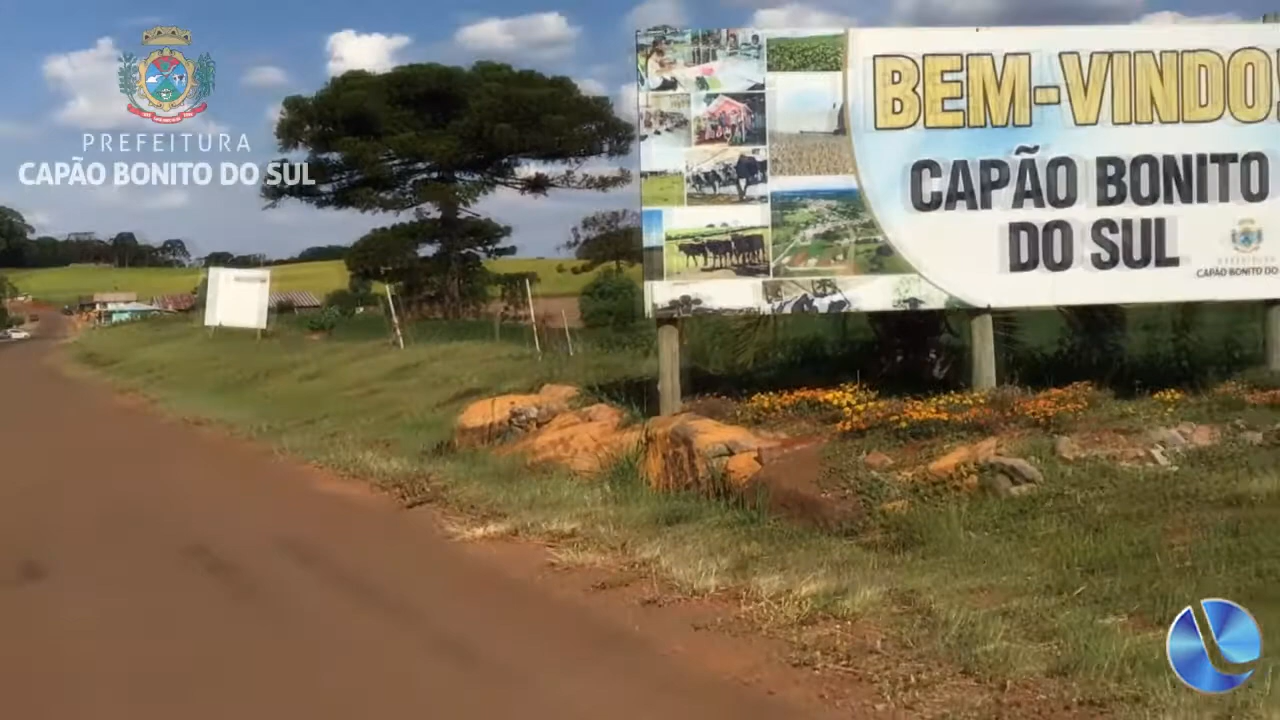 PREFEITURA
CAPÃO BONITO DO SUL
BEM-VINDO!
CAPÃO BONITO
DO SUL
CAPÃO BONITO DO